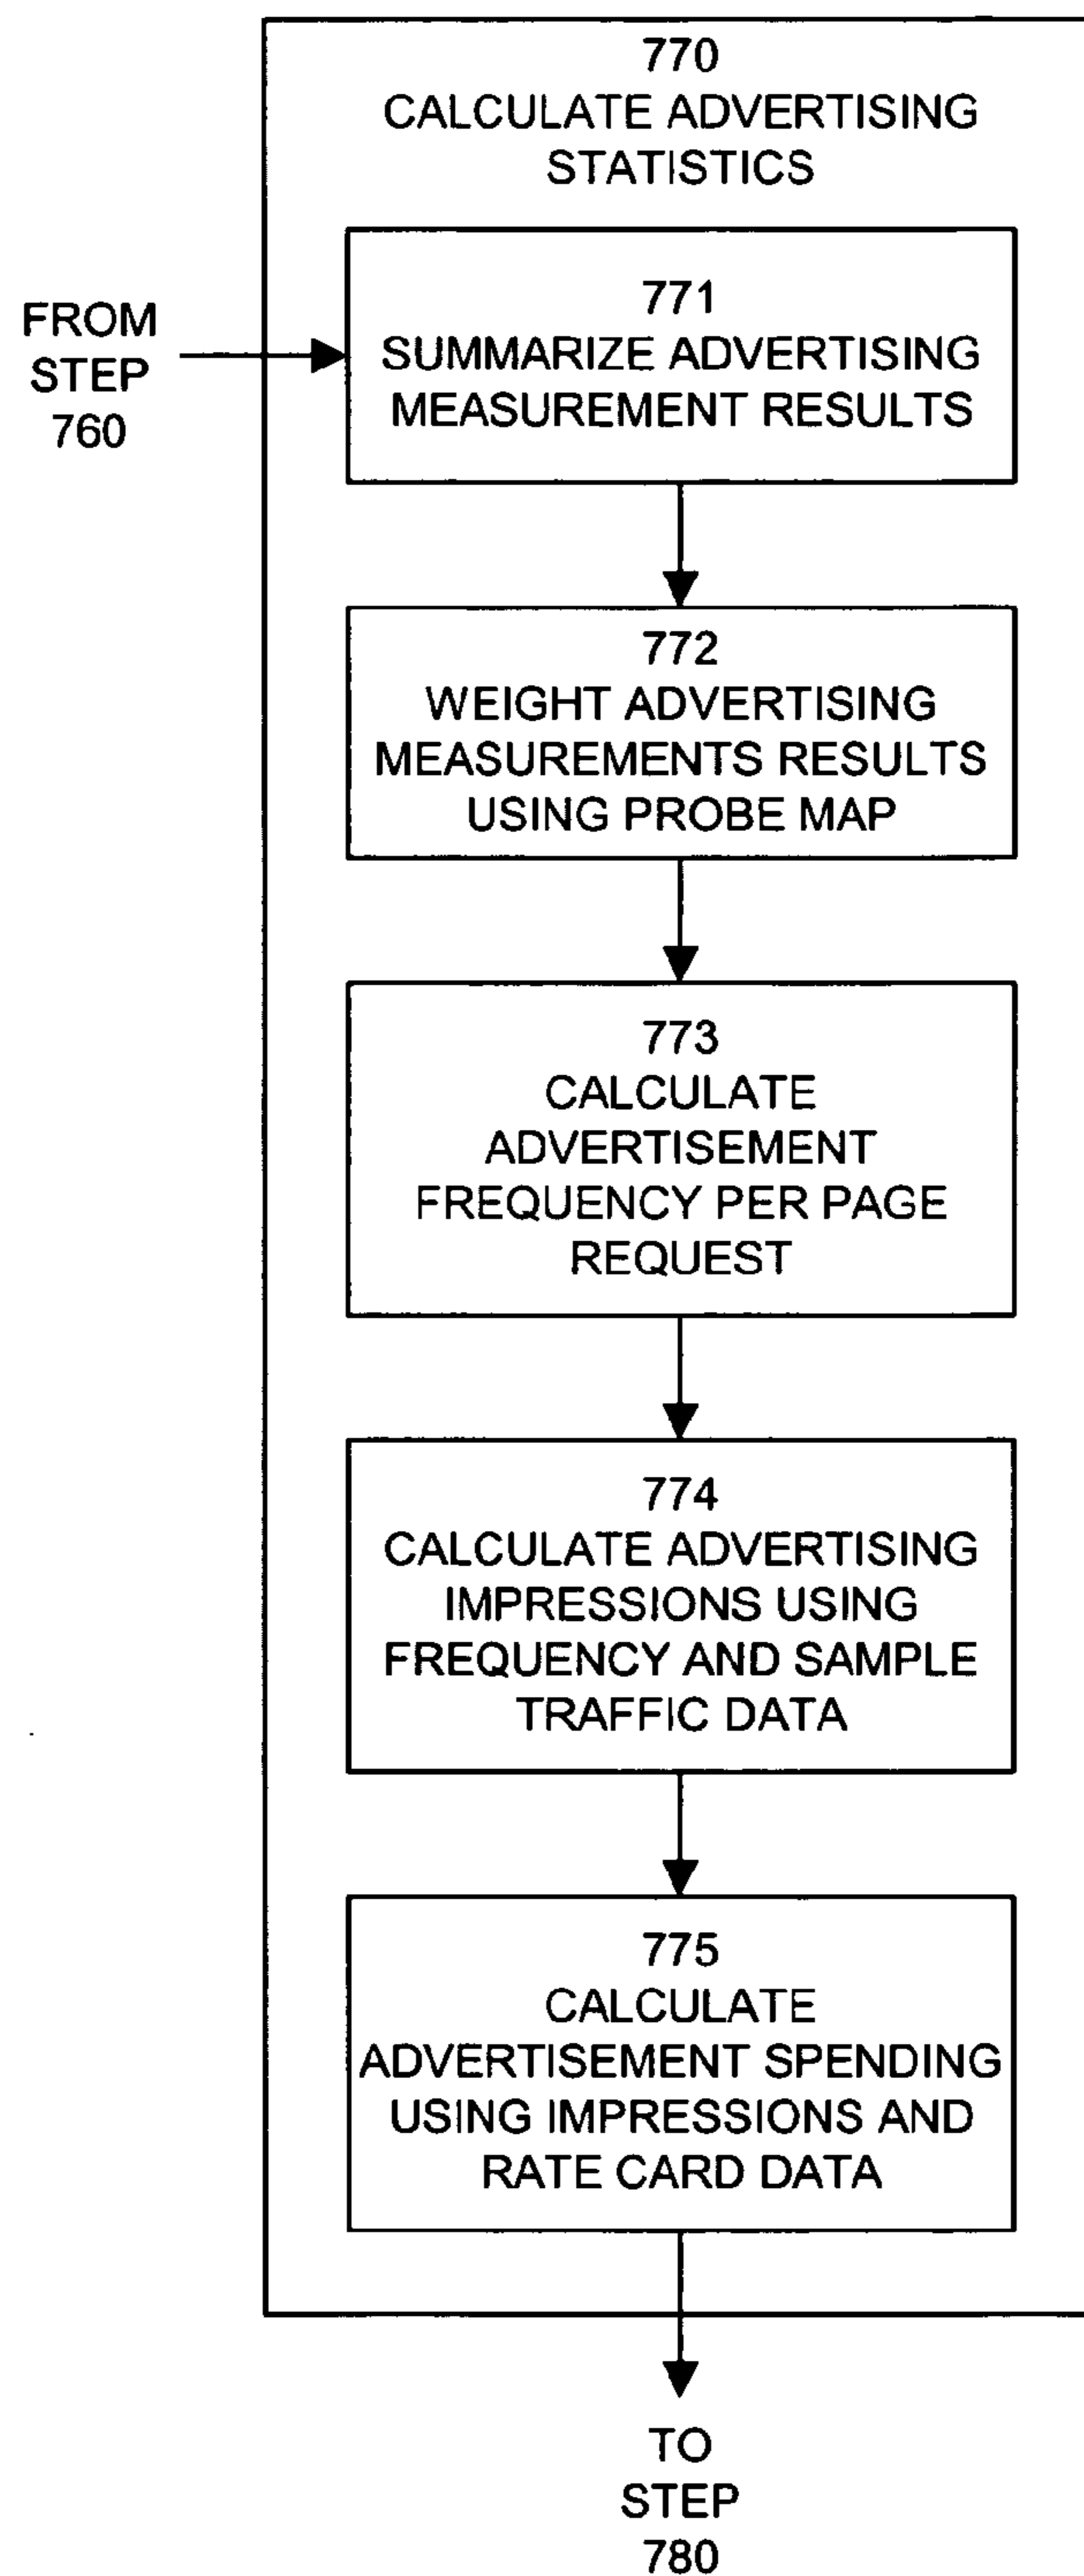 770
CALCULATE ADVERTISING
STATISTICS
FROM
STEP
760
771
SUMMARIZE ADVERTISING
MEASUREMENT RESULTS
772
WEIGHT ADVERTISING
MEASUREMENTS RESULTS
USING PROBE MAP
773
CALCULATE
ADVERTISEMENT
FREQUENCY PER PAGE
REQUEST
774
CALCULATE ADVERTISING
IMPRESSIONS USING
FREQUENCY AND SAMPLE
TRAFFIC DATA
775
CALCULATE
ADVERTISEMENT SPENDING
USING IMPRESSIONS AND
RATE CARD DATA
TO
STEP
780